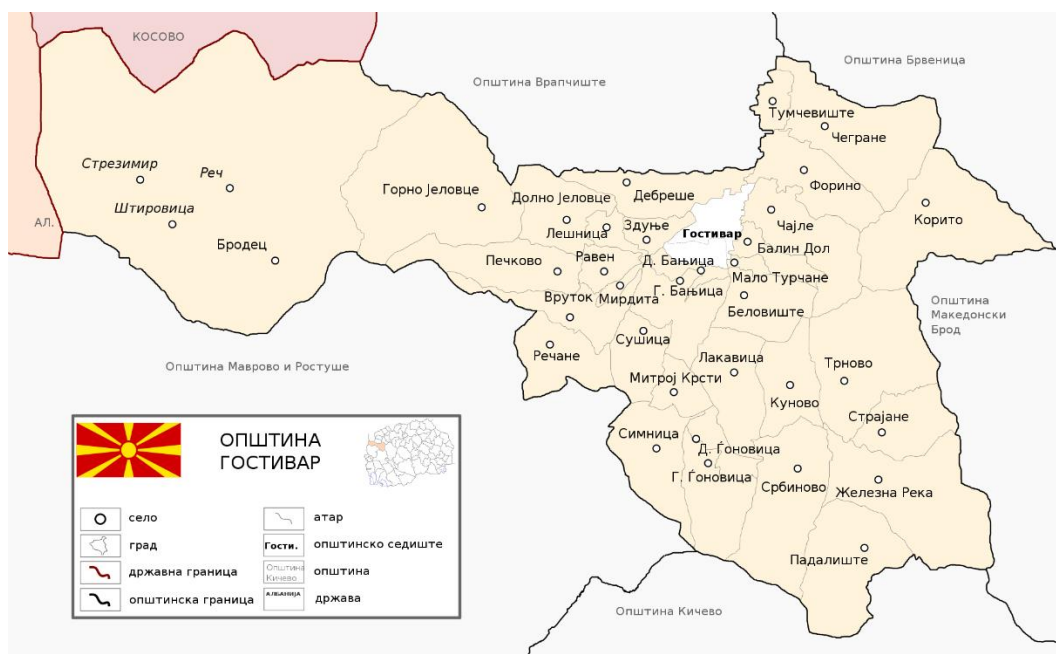 КОСОВО
Општина Врапчиште
Општина Брвеница
Тумчевиште
Чегране
Стрезимир
Реч
Форино
Горно Јеловце
Долно Јеловце
Дебреше
Корито
Штировица
АЛ.
Лешница
Здуње
Гостивар
Чајле
Бродец
Балин Дол
Печково
Равен
Д. Бањица
Мало Турчане
Вруток
Мирдита
Г. Бањица
Беловиште
Општина
Македонски
Брод
Сушица
Речане
Општина Маврово и Ростуше
Лакавица
Трново
Митрој Крсти
Куново
Страјане
Симница
Д. Ѓоновица
Г. Ѓоновица
Србиново
Железна Река
Падалиште
Општина Кичево
ОПШТИНА
ГОСТИВАР
село
град
државна граница
општинска граница
атар
Гости.
општинско седиште
Општина
Кичево
општина
АЛБАНИЈА
држава